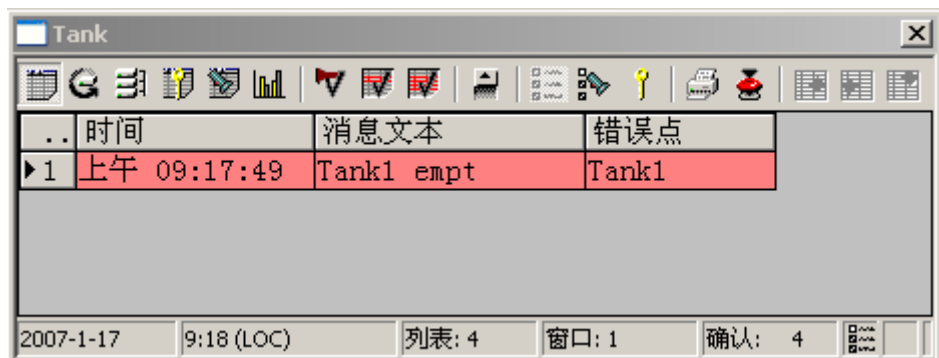 Tank
.. 时间 消息文本 错误点
1 上午 09:17:49 Tank1 empt Tank1
2007-1-17 9:18 (LOC) 列表: 4 窗口: 1 确认: 4